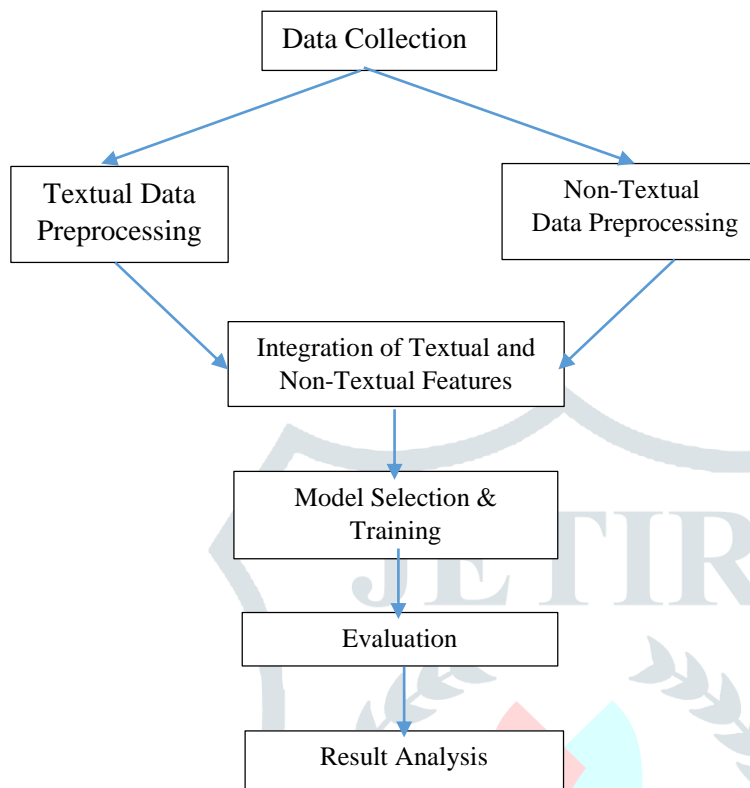 Data Collection
Textual Data
Preprocessing
Non-Textual
Data Preprocessing
Integration of Textual and
Non-Textual Features
Model Selection &
Training
JETIR
Evaluation
Result Analysis